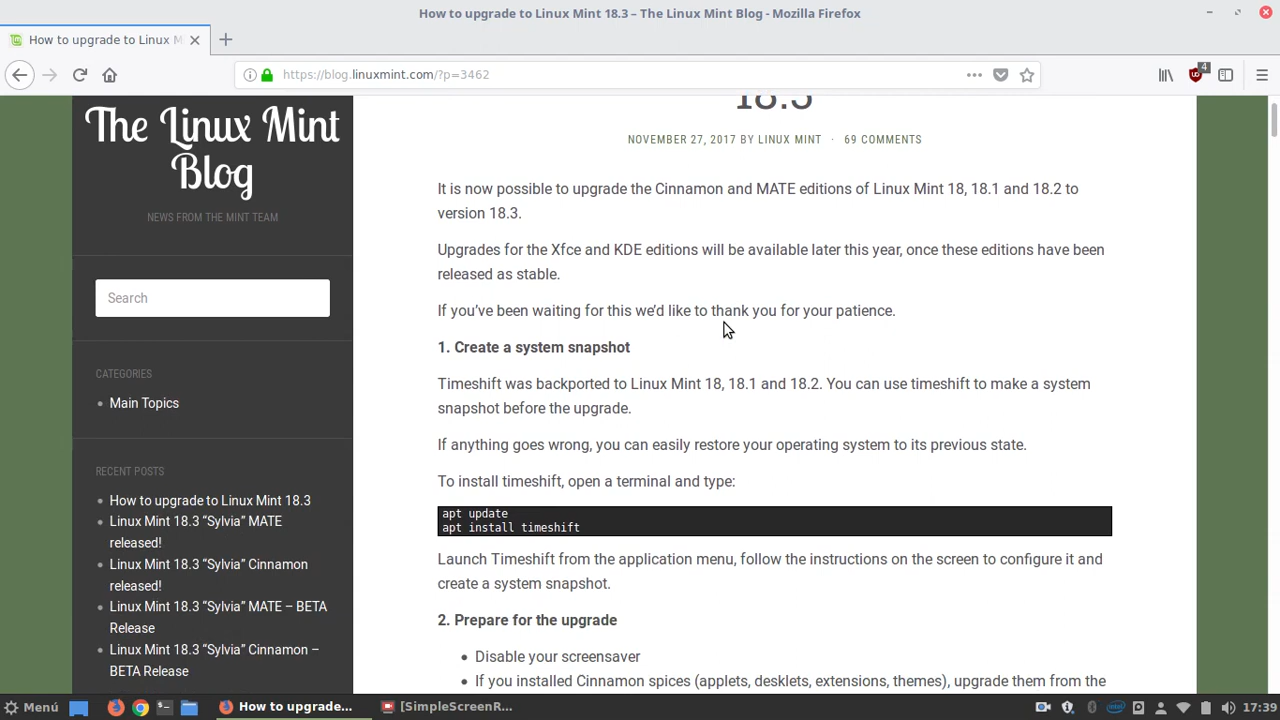 How to upgrade to Linux Mint 18.3 – The Linux Mint Blog - Mozilla Firefox
How to upgrade to Linux M
https://blog.linuxmint.com/?p=3462
4
The Linux Mint
Blog
NEWS FROM THE MINT TEAM
Search
CATEGORIES
Main Topics
RECENT POSTS
How to upgrade to Linux Mint 18.3
Linux Mint 18.3 “Sylvia” MATE
released!
Linux Mint 18.3 “Sylvia” Cinnamon
released!
Linux Mint 18.3 “Sylvia” MATE – BETA
Release
Linux Mint 18.3 “Sylvia” Cinnamon –
BETA Release
18.3
NOVEMBER 27, 2017 BY LINUX MINT · 69 COMMENTS
It is now possible to upgrade the Cinnamon and MATE editions of Linux Mint 18, 18.1 and 18.2 to
version 18.3.
Upgrades for the Xfce and KDE editions will be available later this year, once these editions have been
released as stable.
If you’ve been waiting for this we’d like to thank you for your patience.
1. Create a system snapshot
Timeshift was backported to Linux Mint 18, 18.1 and 18.2. You can use timeshift to make a system
snapshot before the upgrade.
If anything goes wrong, you can easily restore your operating system to its previous state.
To install timeshift, open a terminal and type:
apt update
apt install timeshift
Launch Timeshift from the application menu, follow the instructions on the screen to configure it and
create a system snapshot.
2. Prepare for the upgrade
Disable your screensaver
If you installed Cinnamon spices (applets, desklets, extensions, themes), upgrade them from the
Menú
How to upgrade...
[SimpleScreenR...
17:39